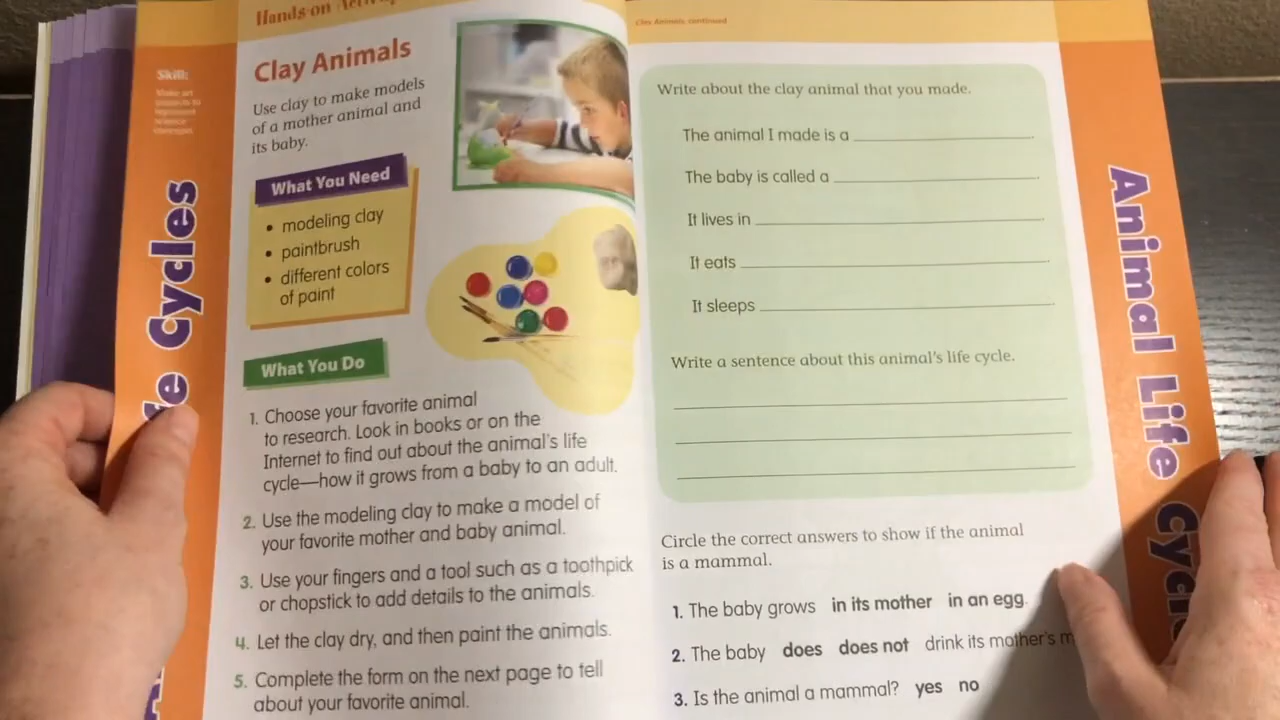 Hands-on
Skill:
Make art
projects to
represent
science
concepts
Cycles
Clay Animals
Use clay to make models
of a mother animal and
its baby.
What You Need
• modeling clay
• paintbrush
• different colors
of paint
What You Do
1. Choose your favorite animal
to research. Look in books or on the
Internet to find out about the animal's life
cycle—how it grows from a baby to an adult.
2. Use the modeling clay to make a model of
your favorite mother and baby animal.
3. Use your fingers and a tool such as a toothpick
or chopstick to add details to the animals.
4. Let the clay dry, and then paint the animals.
5. Complete the form on the next page to tell
about your favorite animal.
Clay Animals, continued
Write about the clay animal that you made.
The animal I made is a
The baby is called a
It lives in
It eats
It sleeps
Write a sentence about this animal's life cycle.
Circle the correct answers to show if the animal
is a mammal.
1. The baby grows in its mother in an egg.
2. The baby does does not drink its mother's
3. Is the animal a mammal? yes no
Animal Life